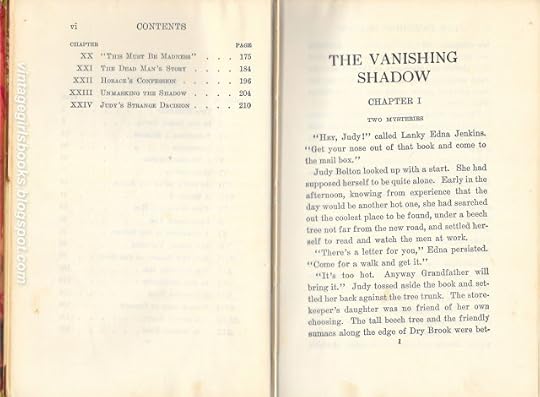 vi CONTENTS
CHAPTER PAGE
XX "This Must Be Madness" . . . 175
XXI The Dead Man's Story . . . . 184
XXII Horace's Confession . . . . . 196
XXIII Unmasking the Shadow . . . . 204
XXIV Judy's Strange Decision . . . . 210
THE VANISHING
SHADOW
CHAPTER I
TWO MYSTERIES
"Hey, Judy!" called Lanky Edna Jenkins.
"Get your nose out of that book and come to
the mail box."
Judy Bolton looked up with a start. She had
supposed herself to be quite alone. Early in the
afternoon, knowing from experience that the
day would be another hot one, she had searched
out the coolest place to be found, under a beech
tree not far from the new road, and settled her-
self to read and watch the men at work.
"There's a letter for you," Edna persisted.
"Come for a walk and get it."
"It's too hot. Anyway Grandfather will
bring it." Judy tossed aside the book and set-
tled her back against the tree trunk. The store-
keeper's daughter was no friend of her own
choosing. The tall beech tree and the friendly
sumacs along the edge of Dry Brook were bet-
1
vintagegirlsbooks.blogspot.com